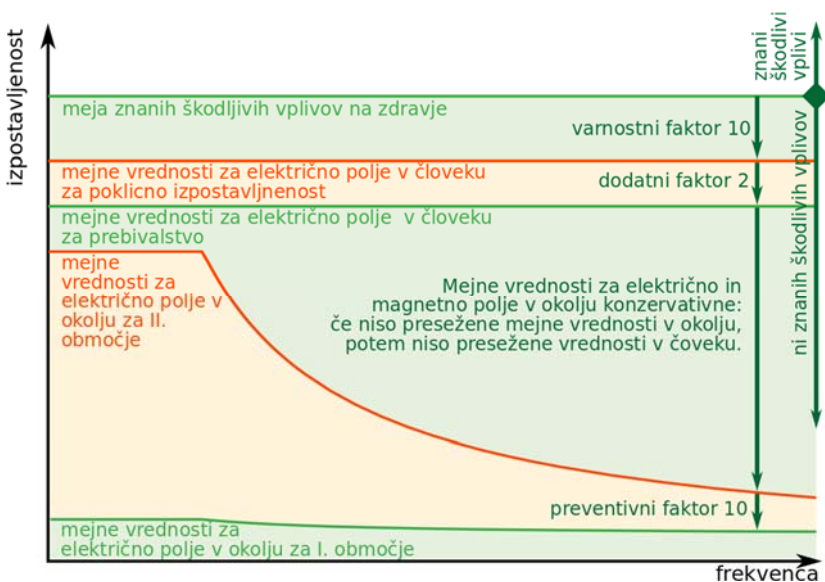 izpostavljenost
znani
škodlivi
vplivi
meja znanih škodljivih vplivov na zdravje
varnostni faktor 10
mejne vrednosti za električno polje v človeku
za poklicno izpostavljnenost
dodatni faktor 2
mejne vrednosti za električno polje v človeku
za prebivalstvo
ni znanih škodlivih vplivov
mejne
vrednosti za
električno polje v
okolju za II.
območje
Mejne vrednosti za električno in
magnetno polje v okolju konzervativne:
če niso presežene mejne vrednosti v okolju,
potem niso presežene vrednosti v čoveku.
preventivni faktor 10
mejne vrednosti za
električno polje v okolju za I. območje
frekvenca